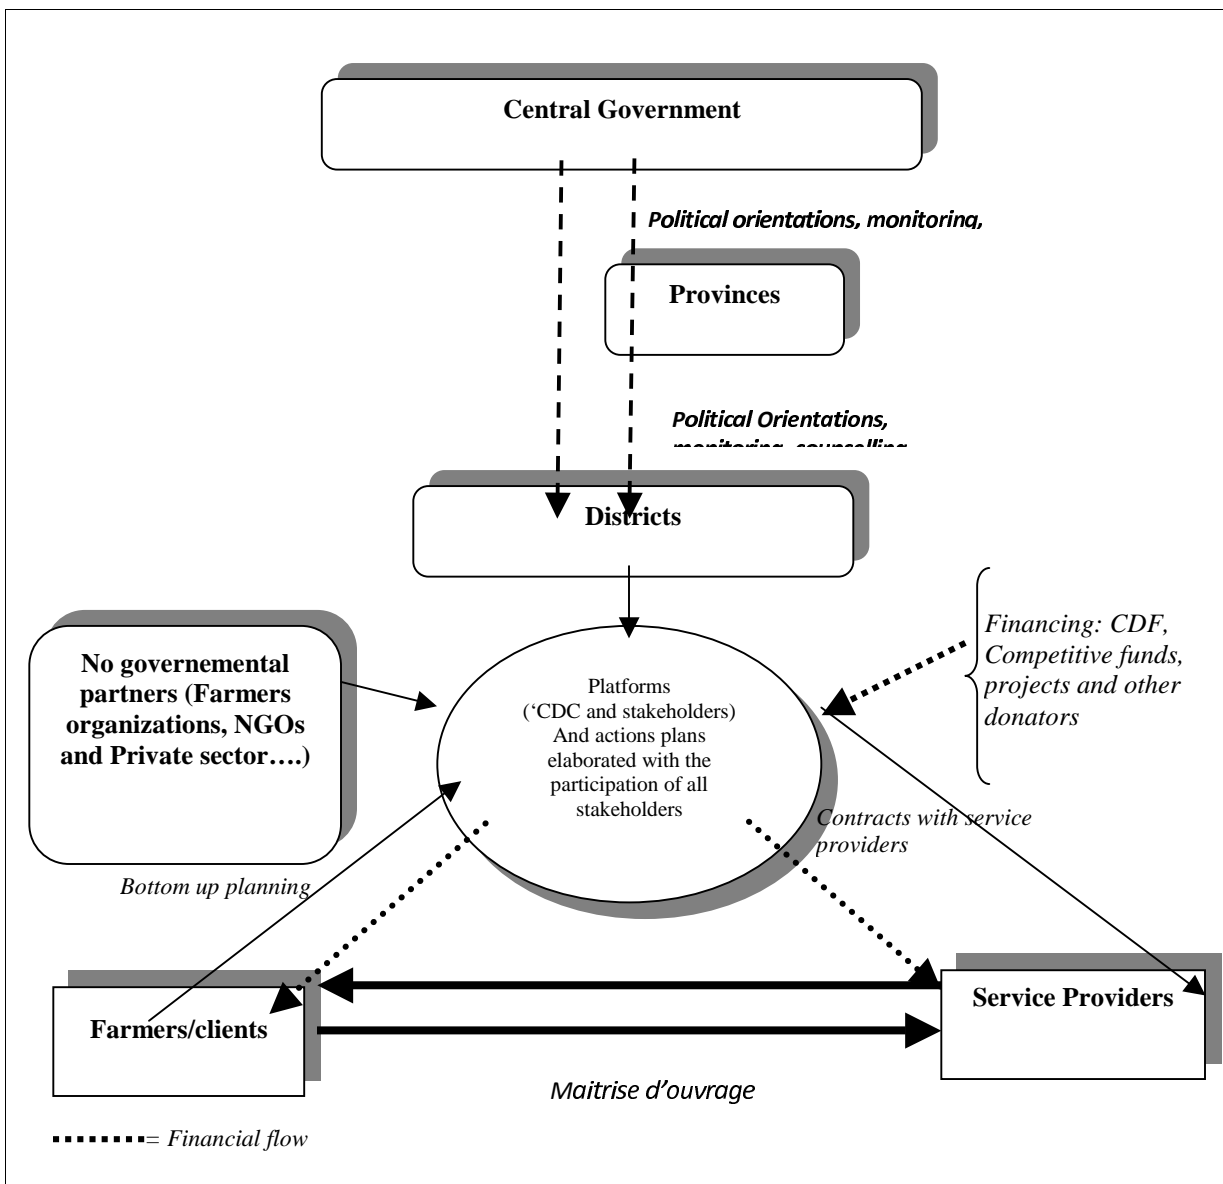 Central Government
Political orientations, monitoring,
Provinces
Political Orientations,
monitoring, counselling
Districts
No governemental
partners (Farmers
organizations, NGOs
and Private sector….)
Platforms
(‘CDC and stakeholders)
And actions plans
elaborated with the
participation of all
stakeholders
Financing: CDF,
Competitive funds,
projects and other
donators
Contracts with service
providers
Bottom up planning
Farmers/clients
Service Providers
Maitrise d’ouvrage
= Financial flow